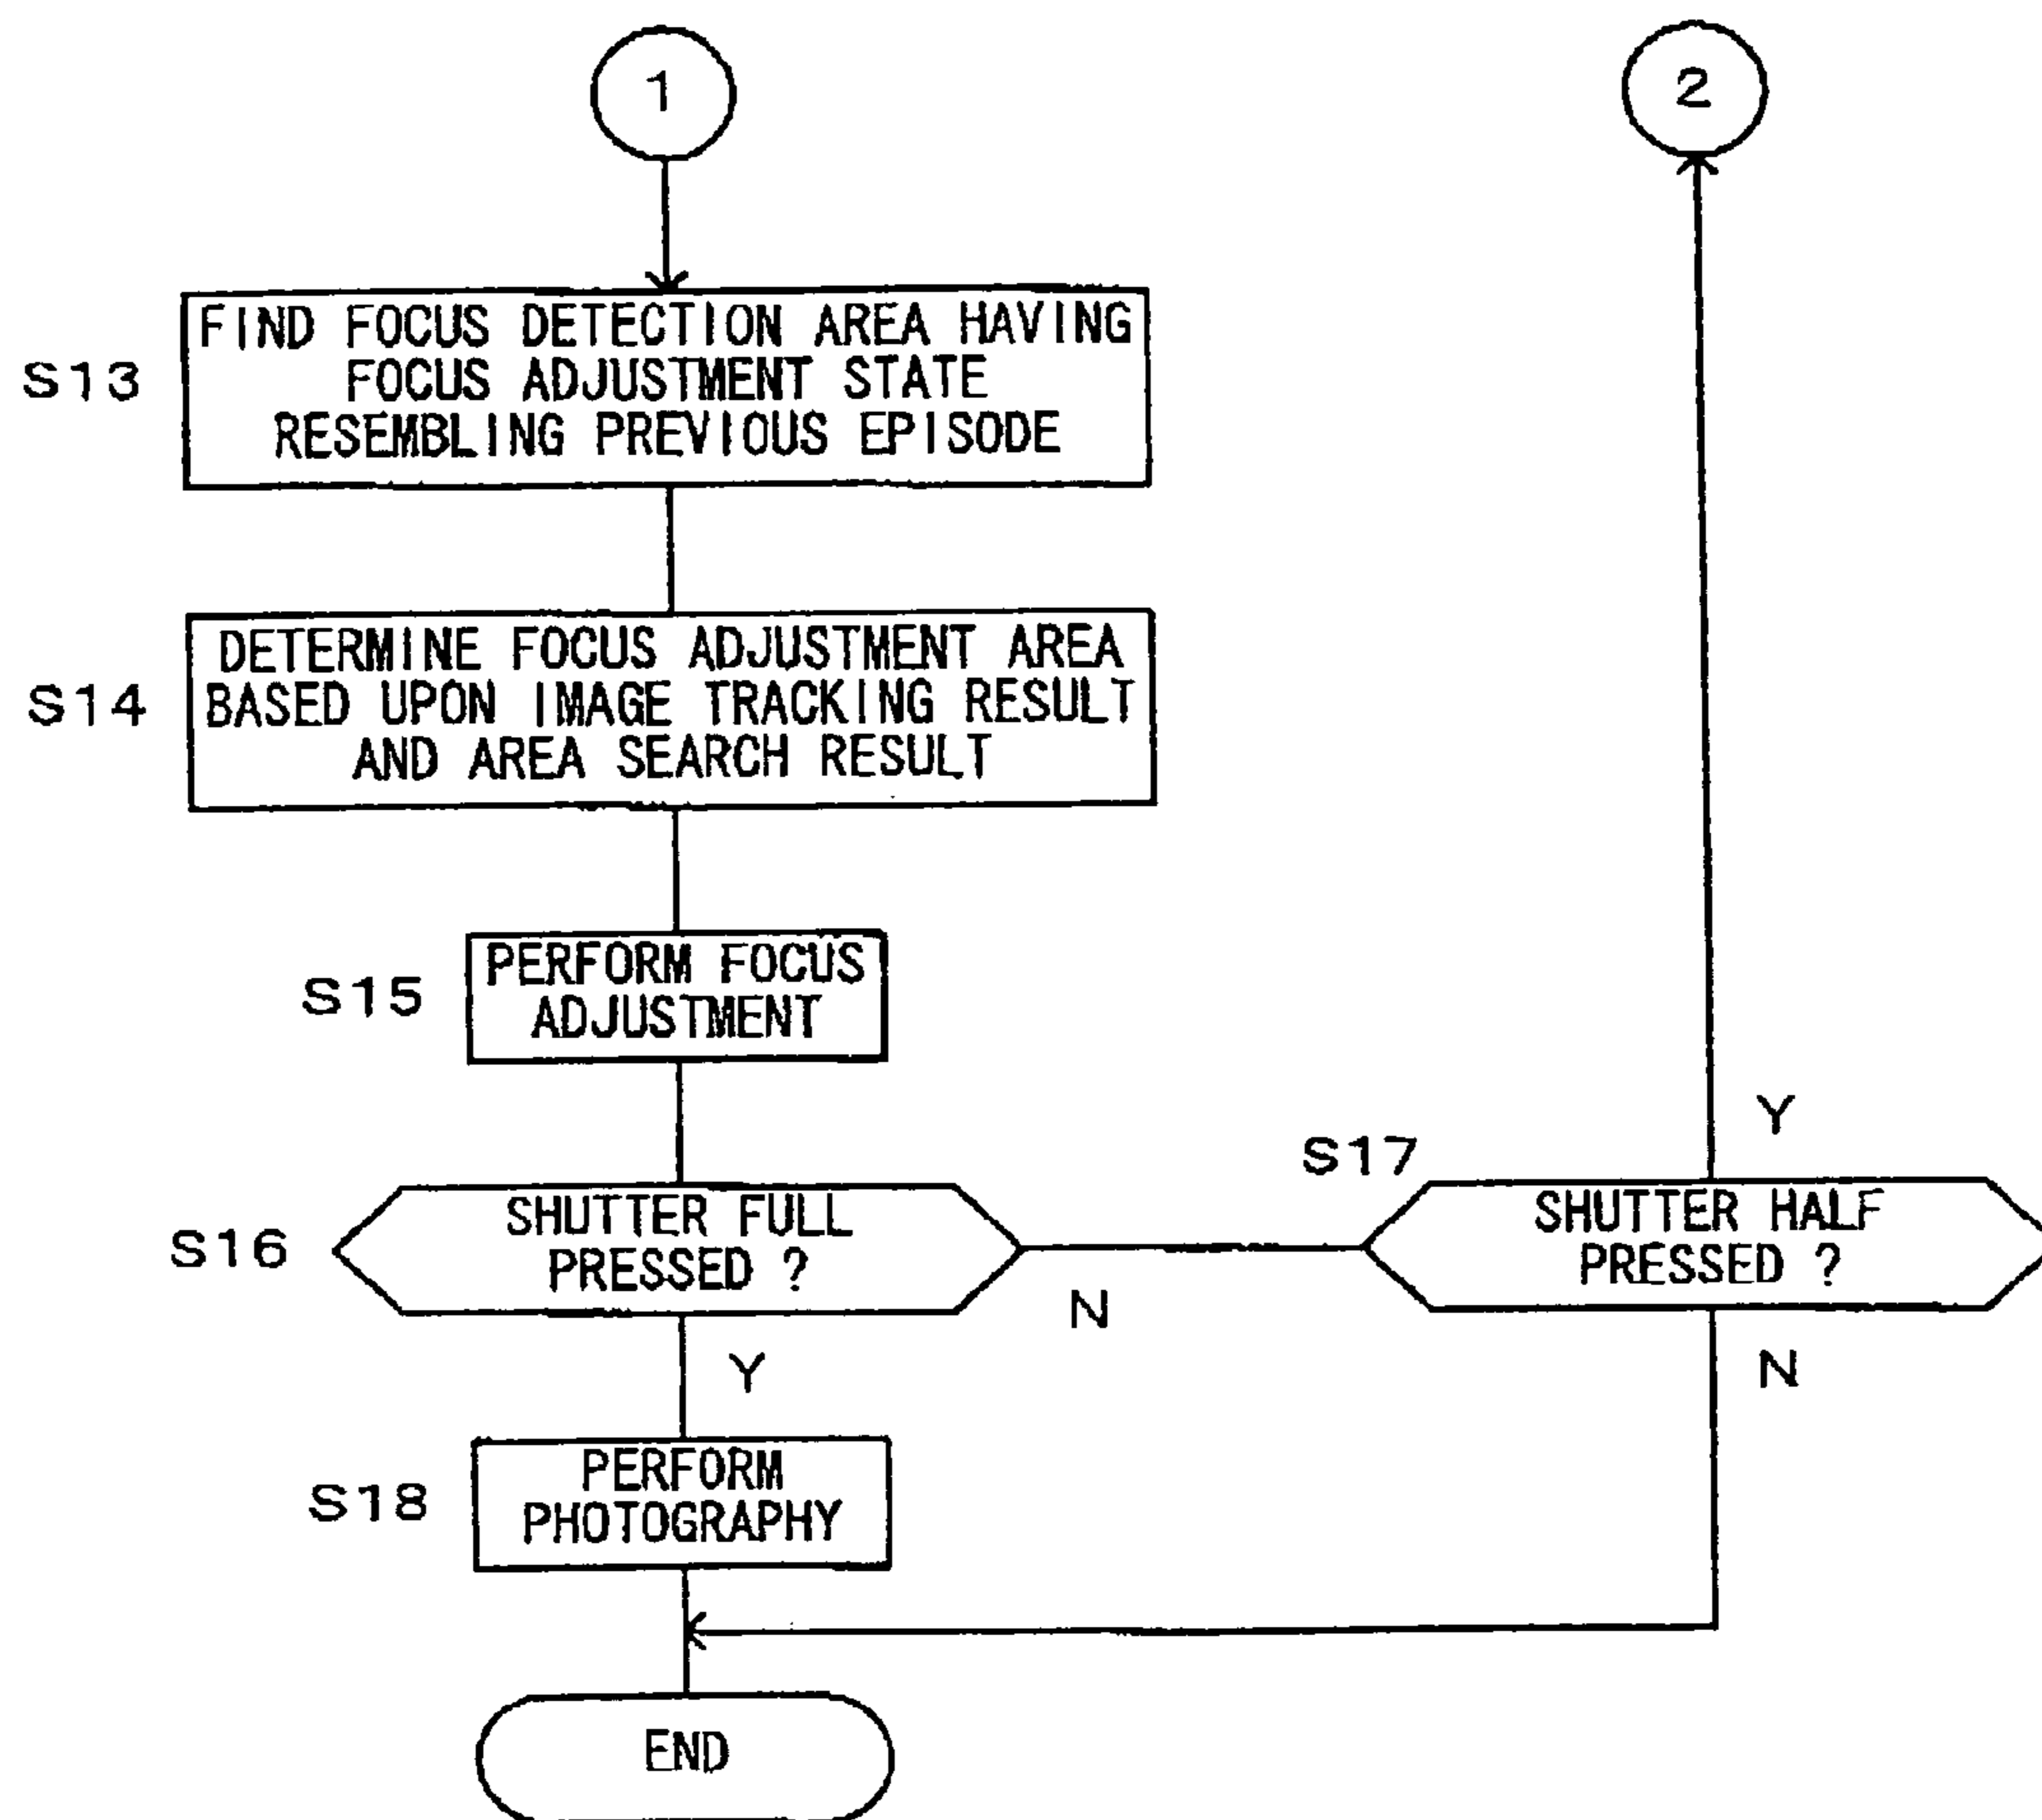 1
2
S13
FIND FOCUS DETECTION AREA HAVING
FOCUS ADJUSTMENT STATE
RESEMBLING PREVIOUS EPISODE
S14
DETERMINE FOCUS ADJUSTMENT AREA
BASED UPON IMAGE TRACKING RESULT
AND AREA SEARCH RESULT
S15
PERFORM FOCUS
ADJUSTMENT
S16
SHUTTER FULL
PRESSED ?
N
Y
S17
SHUTTER HALF
PRESSED ?
Y
N
S18
PERFORM
PHOTOGRAPHY
END